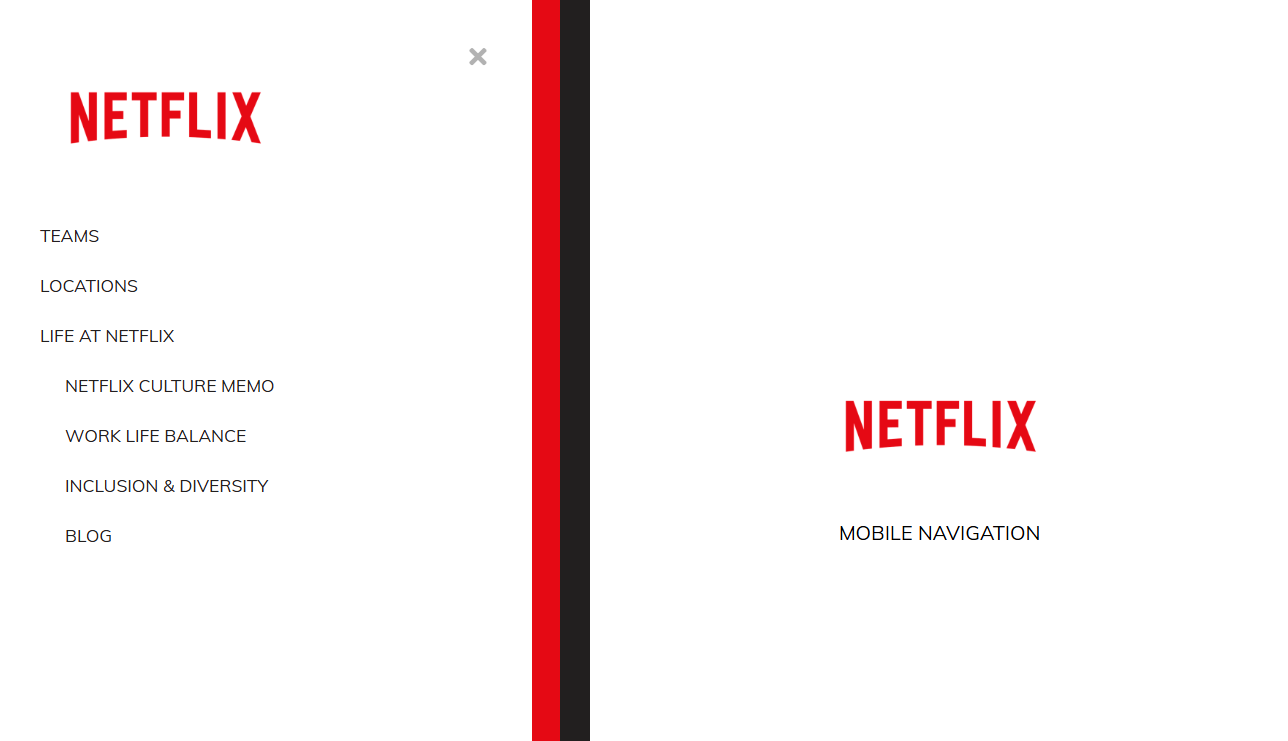 NETFLIX
TEAMS
LOCATIONS
LIFE AT NETFLIX
NETFLIX CULTURE MEMO
WORK LIFE BALANCE
INCLUSION & DIVERSITY
BLOG
NETFLIX
MOBILE NAVIGATION